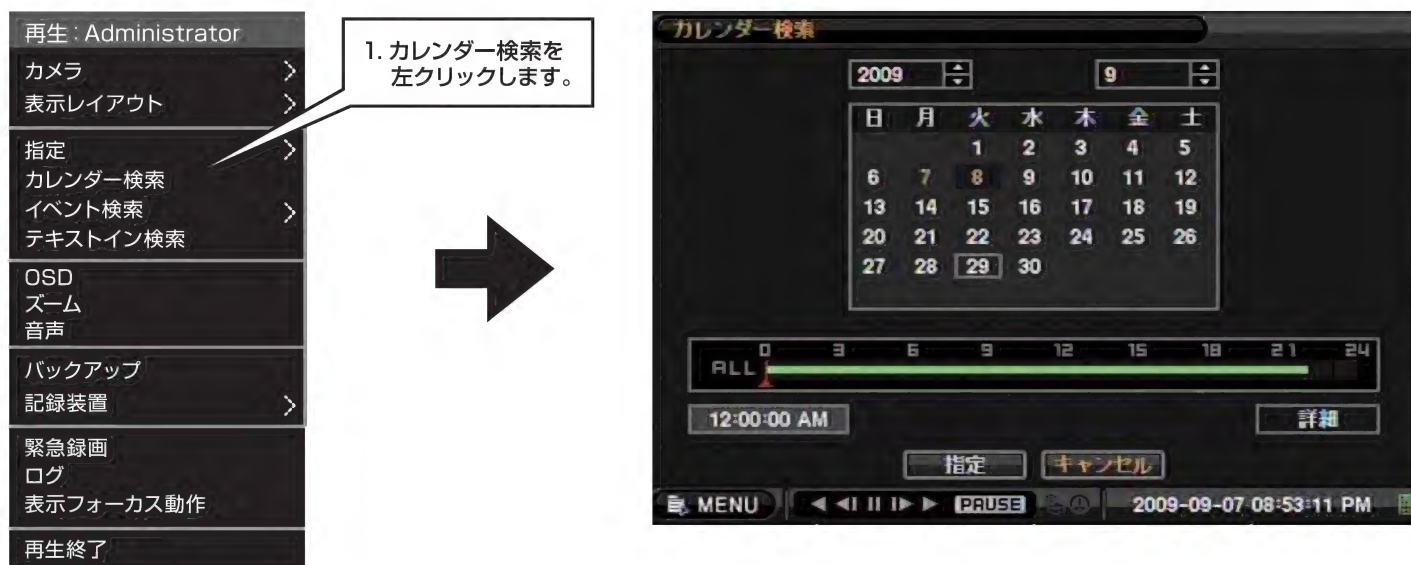 再生：Administrator
カメラ >
表示レイアウト >
指定 >
カレンダー検索
イベント検索 >
テキストイン検索
OSD
ズーム
音声
バックアップ
記録装置 >
緊急録画
ログ
表示フォーカス動作
再生終了
1. カレンダー検索を
左クリックします。
カレンダー検索
2009 9
日 月 火 水 木 金 土
1 2 3 4 5
6 7 8 9 10 11 12
13 14 15 16 17 18 19
20 21 22 23 24 25 26
27 28 29 30
0 3 6 9 12 15 18 21 24
ALL
12:00:00 AM 詳細
指定 キャンセル
MENU PAUSE 2009-09-07 08:53:11 PM